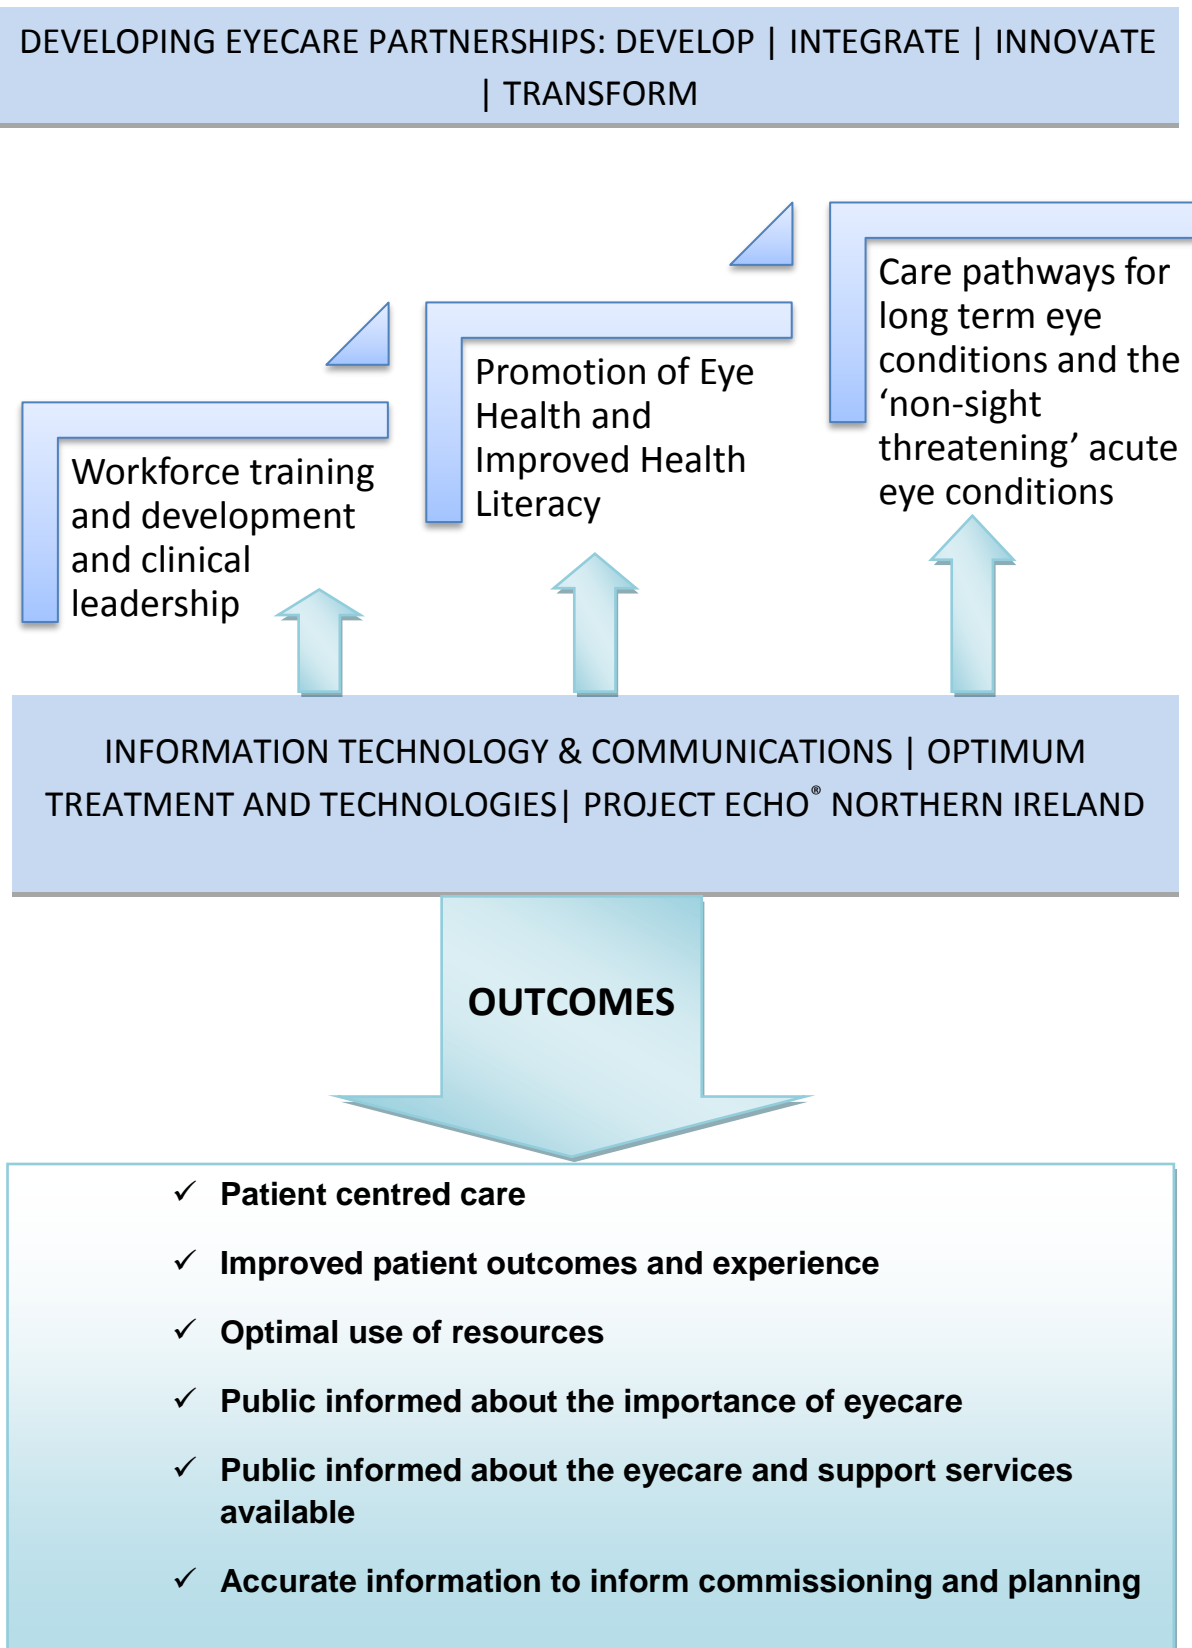 DEVELOPING EYECARE PARTNERSHIPS: DEVELOP | INTEGRATE | INNOVATE
| TRANSFORM
Workforce training
and development
and clinical
leadership
Promotion of Eye
Health and
Improved Health
Literacy
Care pathways for
long term eye
conditions and the
‘non-sight
threatening’ acute
eye conditions
INFORMATION TECHNOLOGY & COMMUNICATIONS | OPTIMUM
TREATMENT AND TECHNOLOGIES| PROJECT ECHO® NORTHERN IRELAND
OUTCOMES
✓ Patient centred care
✓ Improved patient outcomes and experience
✓ Optimal use of resources
✓ Public informed about the importance of eyecare
✓ Public informed about the eyecare and support services
available
✓ Accurate information to inform commissioning and planning